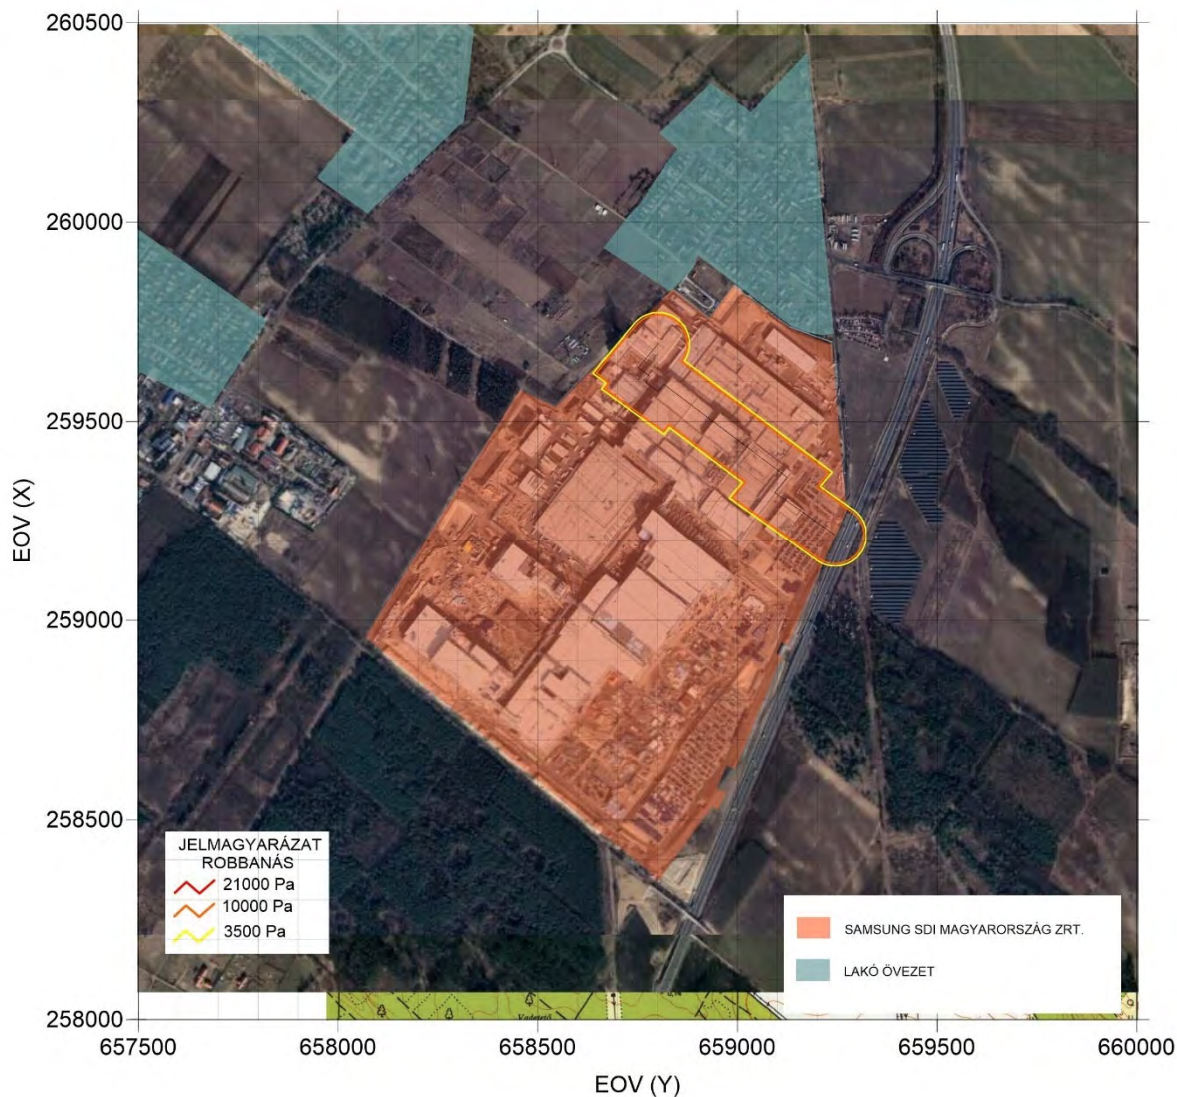 260500
260000
259500
259000
258500
258000
EOV (X)
JELMAGYARÁZAT
ROBBANÁS
21000 Pa
10000 Pa
3500 Pa
SAMSUNG SDI MAGYARORSZÁG ZRT.
LAKÓ ÖVEZET
657500
658000
658500
659000
659500
660000
EOV (Y)